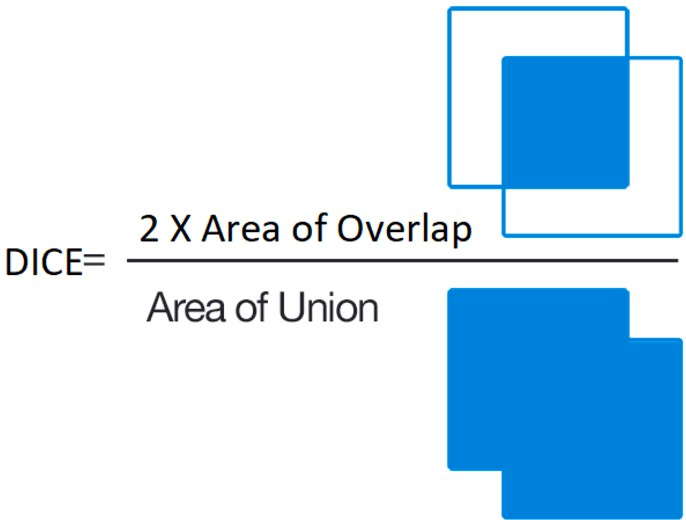 2 X Area of Overlap
DICE=
Area of Union